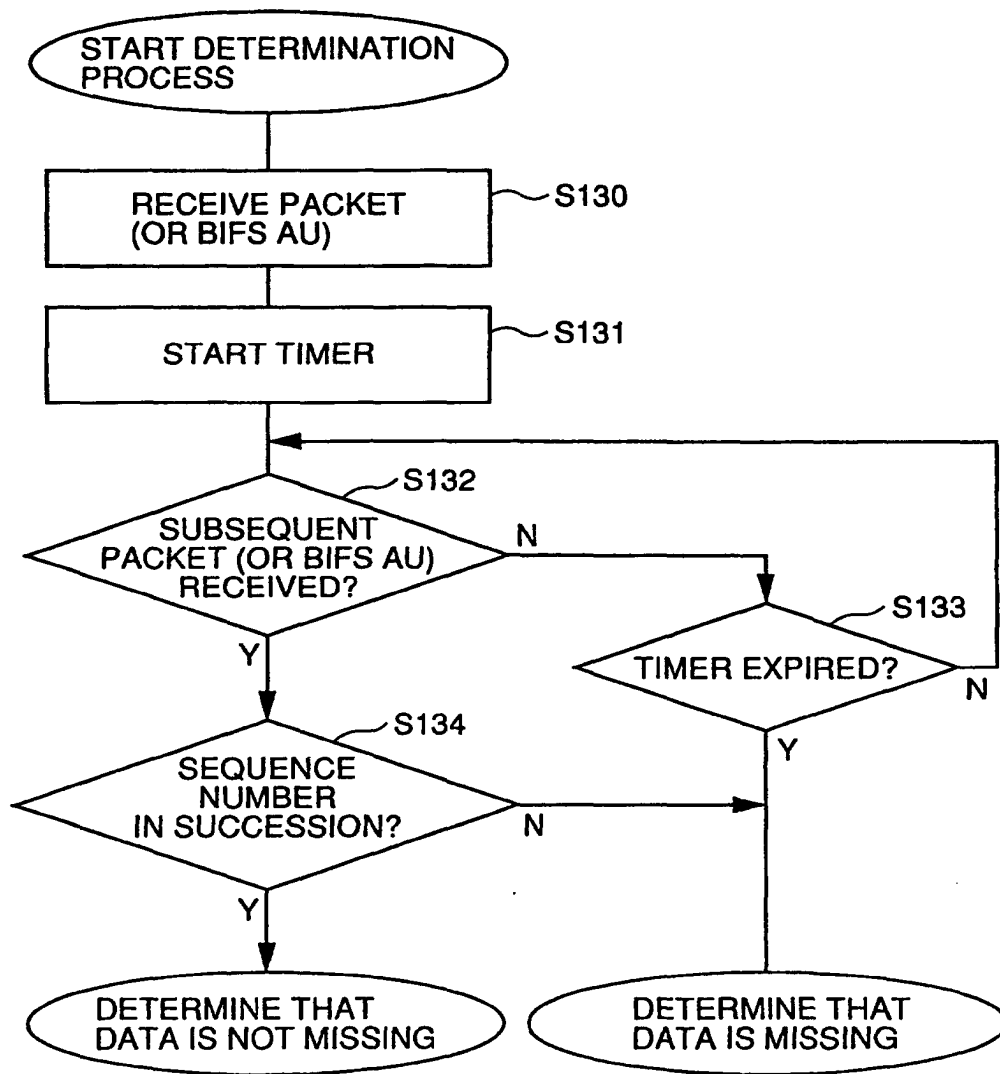 START DETERMINATION
PROCESS
RECEIVE PACKET
(OR BIFS AU)
S130
START TIMER
S131
S132
SUBSEQUENT
PACKET (OR BIFS AU)
RECEIVED?
N
Y
S133
TIMER EXPIRED?
N
Y
S134
SEQUENCE
NUMBER
IN SUCCESSION?
N
Y
DETERMINE THAT
DATA IS NOT MISSING
DETERMINE THAT
DATA IS MISSING